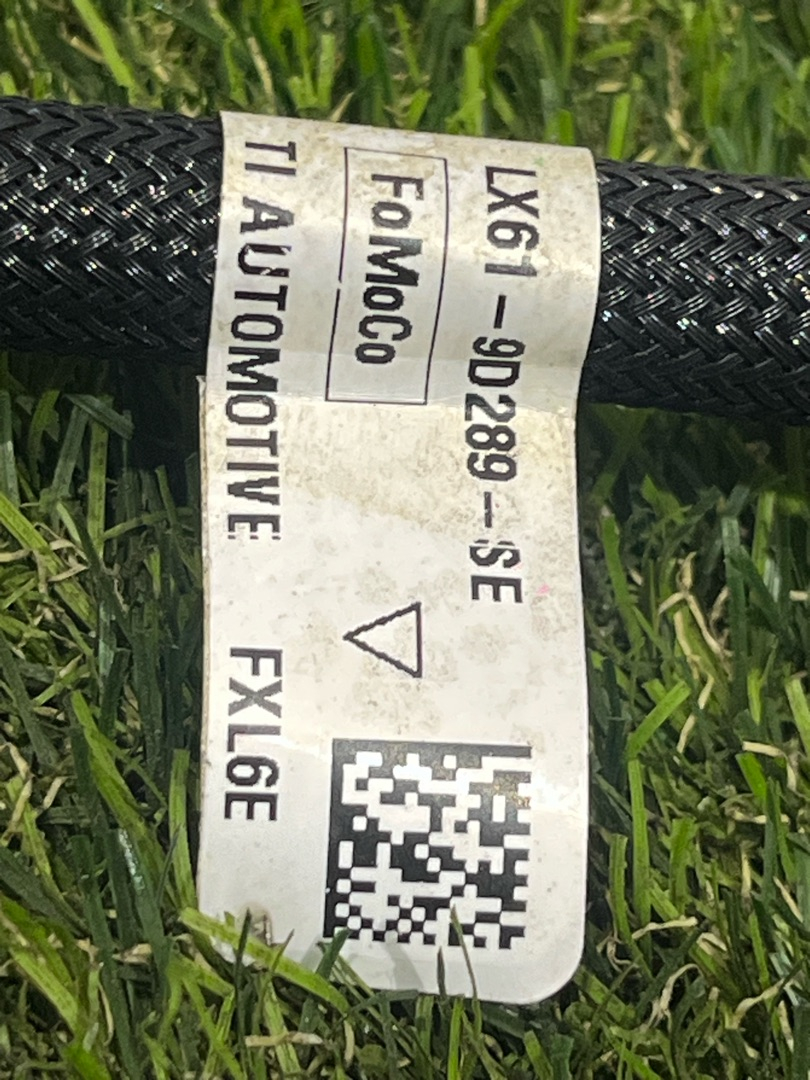 LX61-9D289-SE
FoMoCo
TI AUTOMOTIVE FXL6E